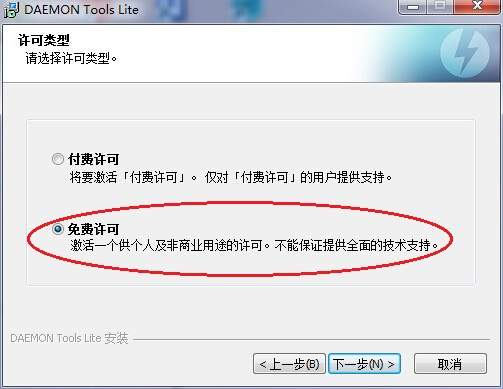 DAEMON Tools Lite
许可类型
请选择许可类型。
付费许可
将要激活「付费许可」。仅对「付费许可」的用户提供支持。
免费许可
激活一个供个人及非商业用途的许可。不能保证提供全面的技术支持。
DAEMON Tools Lite 安装
< 上一步(B)
下一步(N) >
取消